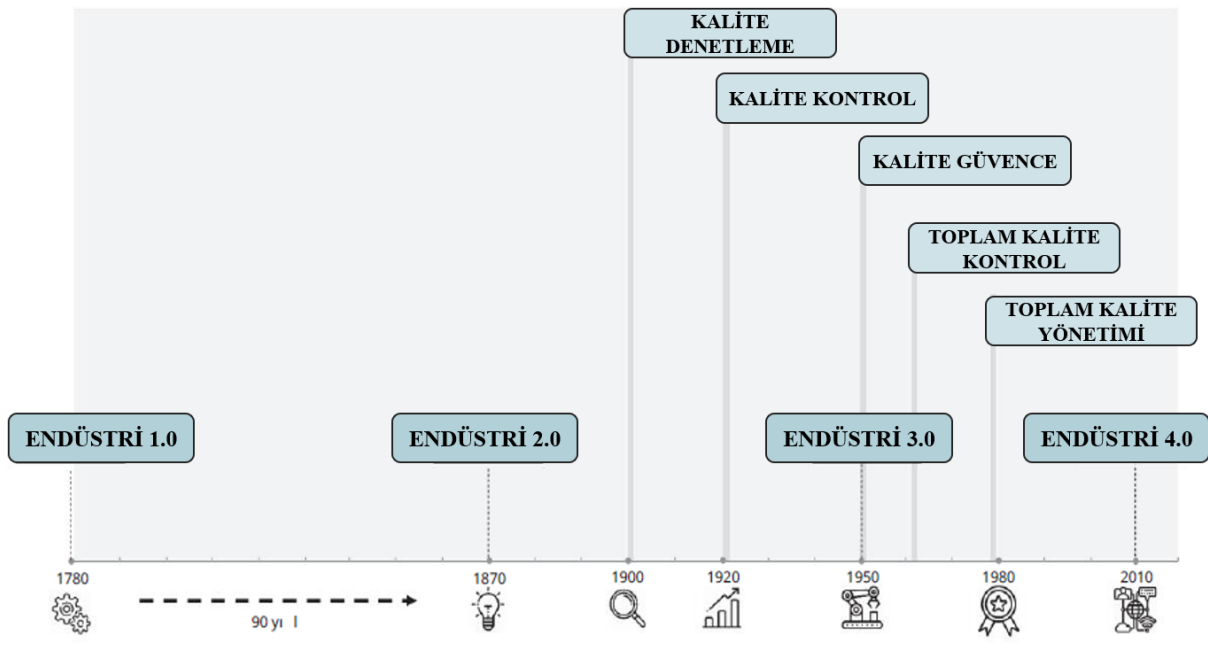 KALİTE
DENETLEME
KALİTE KONTROL
KALİTE GÜVENCE
TOPLAM KALİTE
KONTROL
TOPLAM KALİTE
YÖNETİMİ
ENDÜSTRİ 1.0
ENDÜSTRİ 2.0
ENDÜSTRİ 3.0
ENDÜSTRİ 4.0
1780
1870
1900
1920
1950
1980
2010
90 yı l